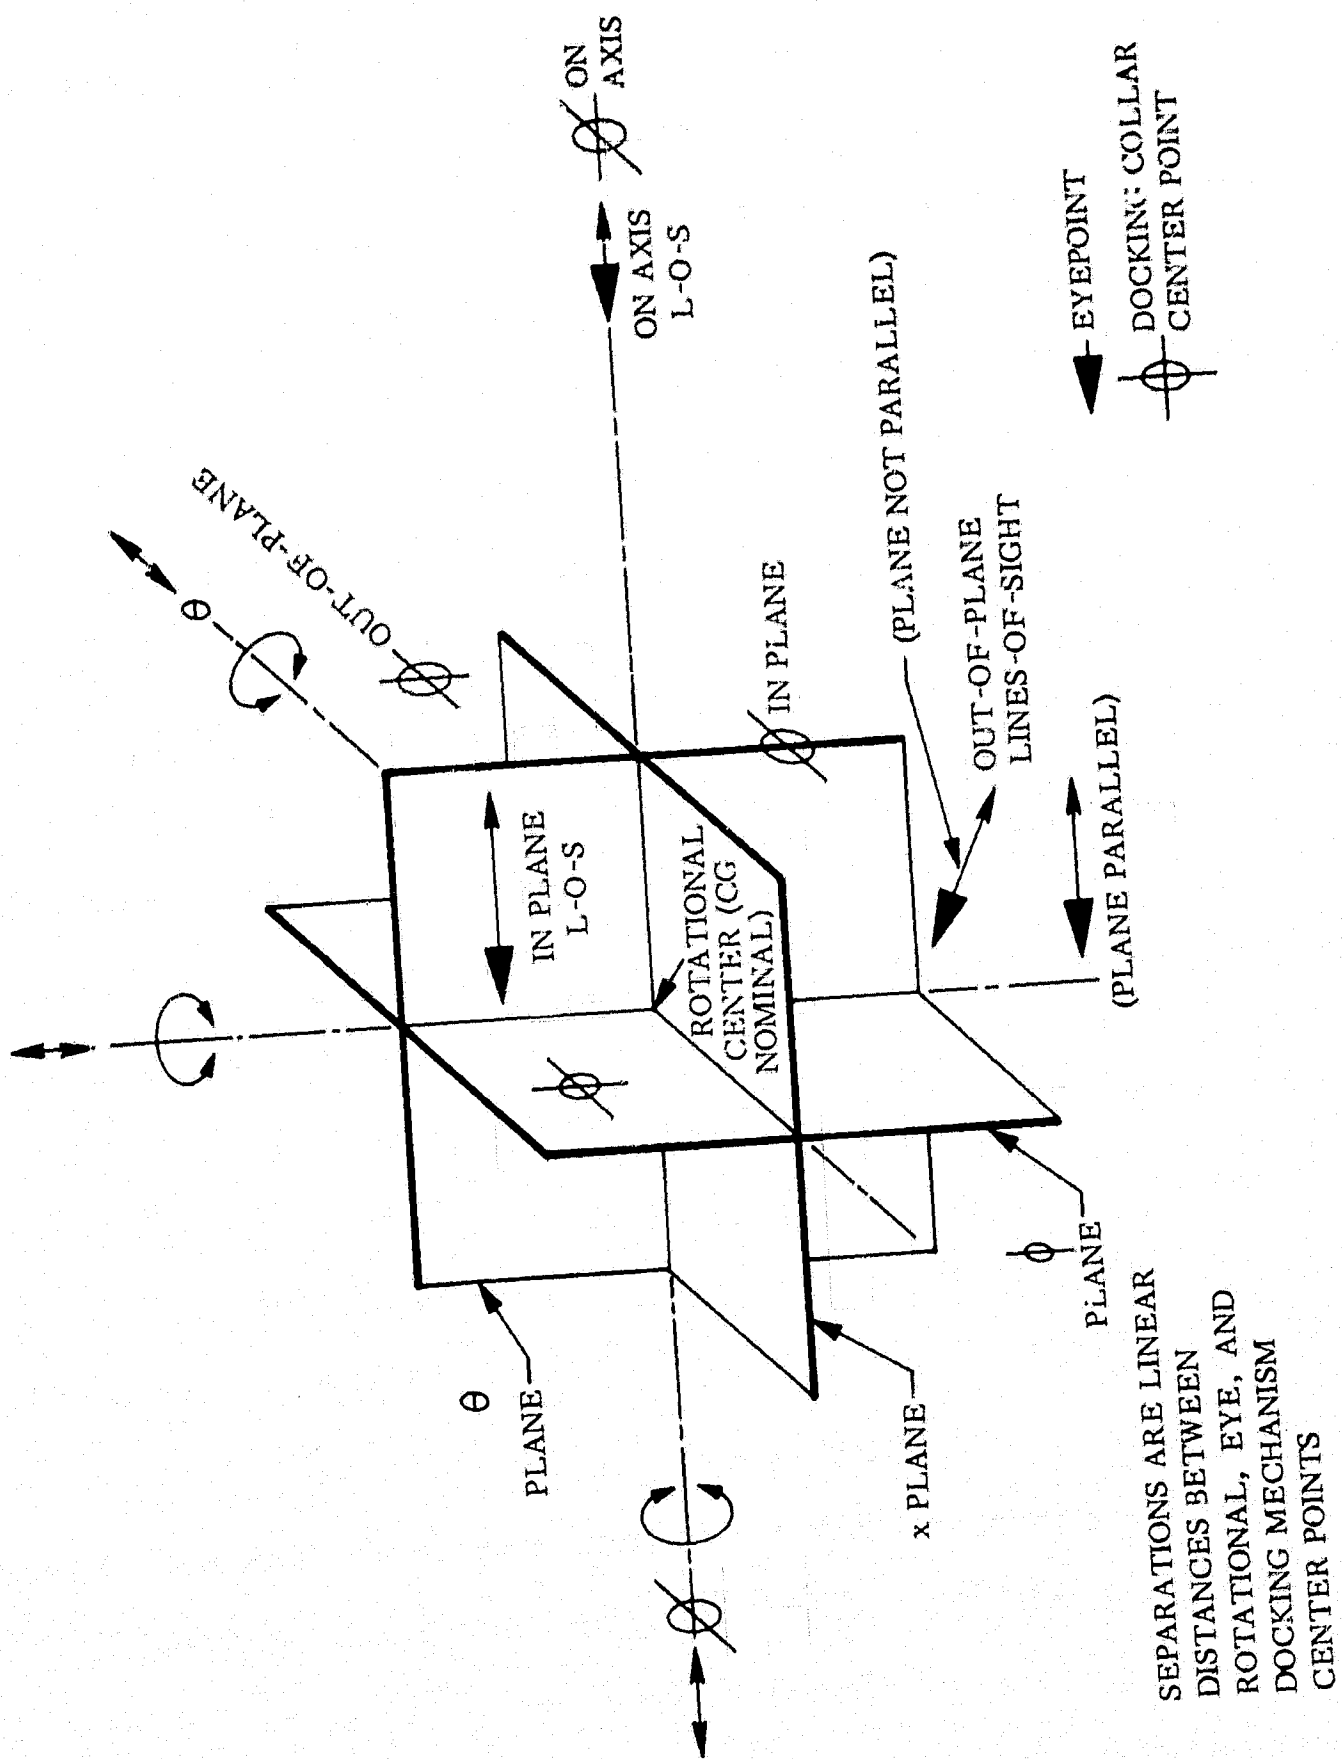 OUT-OF-PLANE
θ
ON
AXIS
ON AXIS
L-O-S
IN PLANE
L-O-S
ROTATIONAL
CENTER (CG
NOMINAL)
IN PLANE
(PLANE NOT PARALLEL)
OUT-OF-PLANE
LINES-OF-SIGHT
(PLANE PARALLEL)
EYEPOINT
DOCKING COLLAR
CENTER POINT
θ
PLANE
x PLANE
ϕ
PLANE
SEPARATIONS ARE LINEAR
DISTANCES BETWEEN
ROTATIONAL, EYE, AND
DOCKING MECHANISM
CENTER POINTS